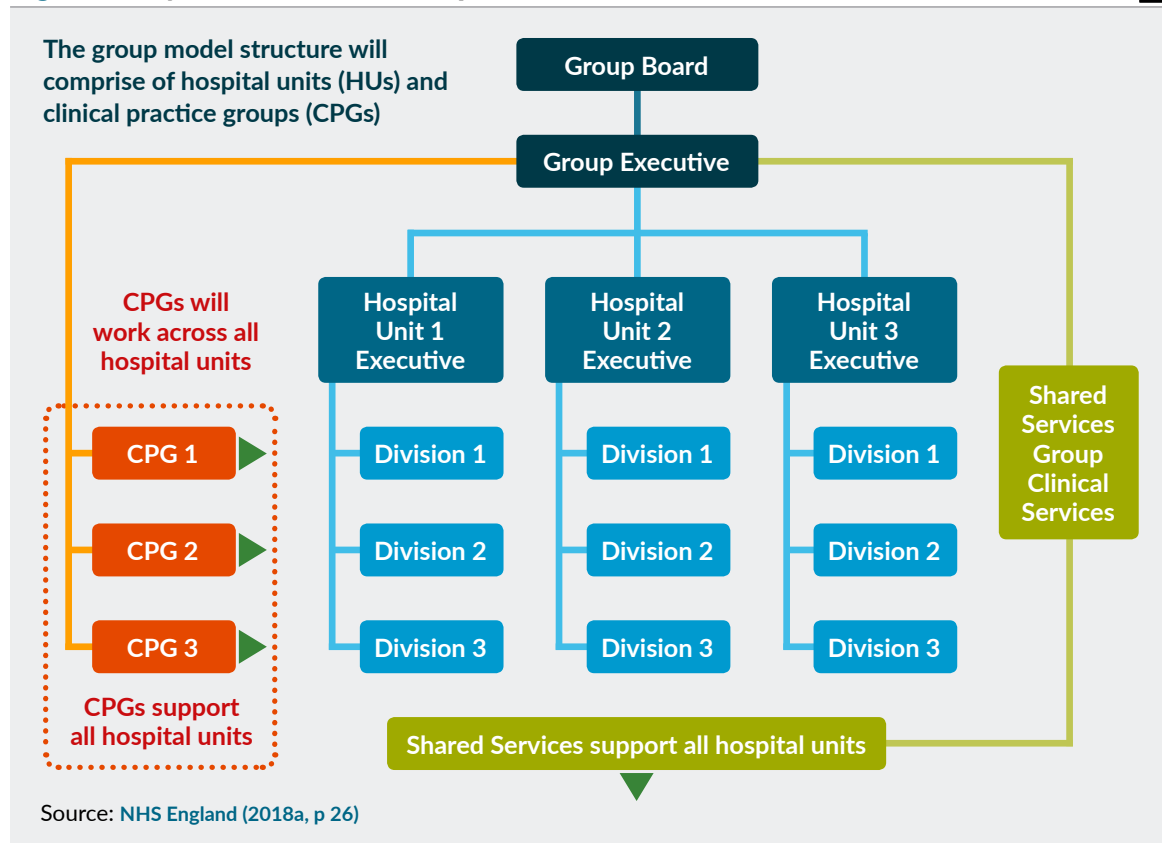 The group model structure will
comprise of hospital units (HUs) and
clinical practice groups (CPGs)
Group Board
Group Executive
CPGs will
work across all
hospital units
Hospital
Unit 1
Executive
Hospital
Unit 2
Executive
Hospital
Unit 3
Executive
Shared
Services
Group
Clinical
Services
CPG 1
Division 1
Division 1
Division 1
CPG 2
Division 2
Division 2
Division 2
CPG 3
Division 3
Division 3
Division 3
CPGs support
all hospital units
Shared Services support all hospital units
Source: NHS England (2018a, p 26)